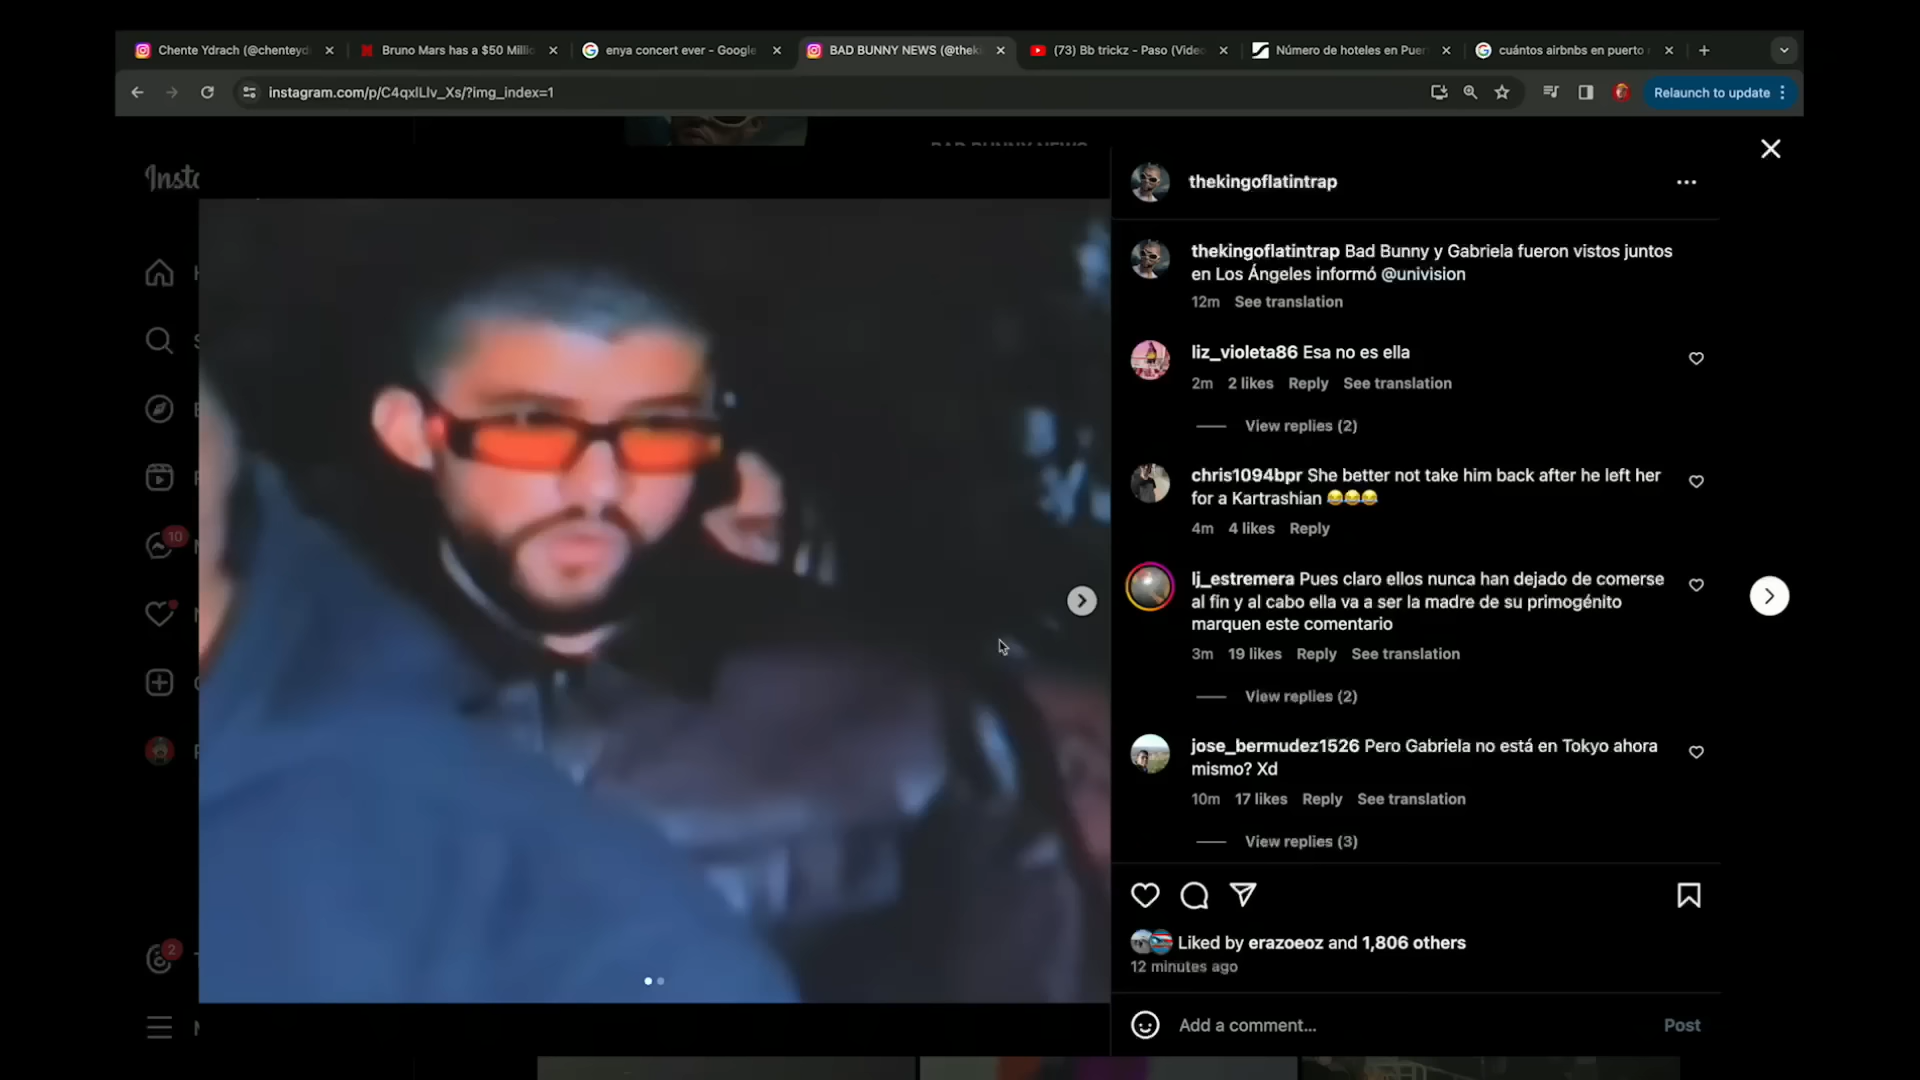 Chente Ydrach (@chenteyd
Bruno Mars has a $50 Milli
enya concert ever - Google
BAD BUNNY NEWS (@thek
(73) Bb trickz - Paso (Vide
Número de hoteles en Puer
cuántos airbnbs en puerto
instagram.com/p/C4qxlLlv_Xs/?img_index=1
Relaunch to update
thekingoflatintrap
thekingoflatintrap Bad Bunny y Gabriela fueron vistos juntos
en Los Ángeles informó @univision
12m See translation
liz_violeta86 Esa no es ella
2m 2 likes Reply See translation
View replies (2)
chris1094bpr She better not take him back after he left her
for a Kartrashian 😂😂😂
4m 4 likes Reply
lj_estremera Pues claro ellos nunca han dejado de comerse
al fin y al cabo ella va a ser la madre de su primogénito
marquen este comentario
3m 19 likes Reply See translation
View replies (2)
jose_bermudez1526 Pero Gabriela no está en Tokyo ahora
mismo? Xd
10m 17 likes Reply See translation
View replies (3)
10
2
Liked by erazoeoz and 1,806 others
12 minutes ago
Add a comment...
Post